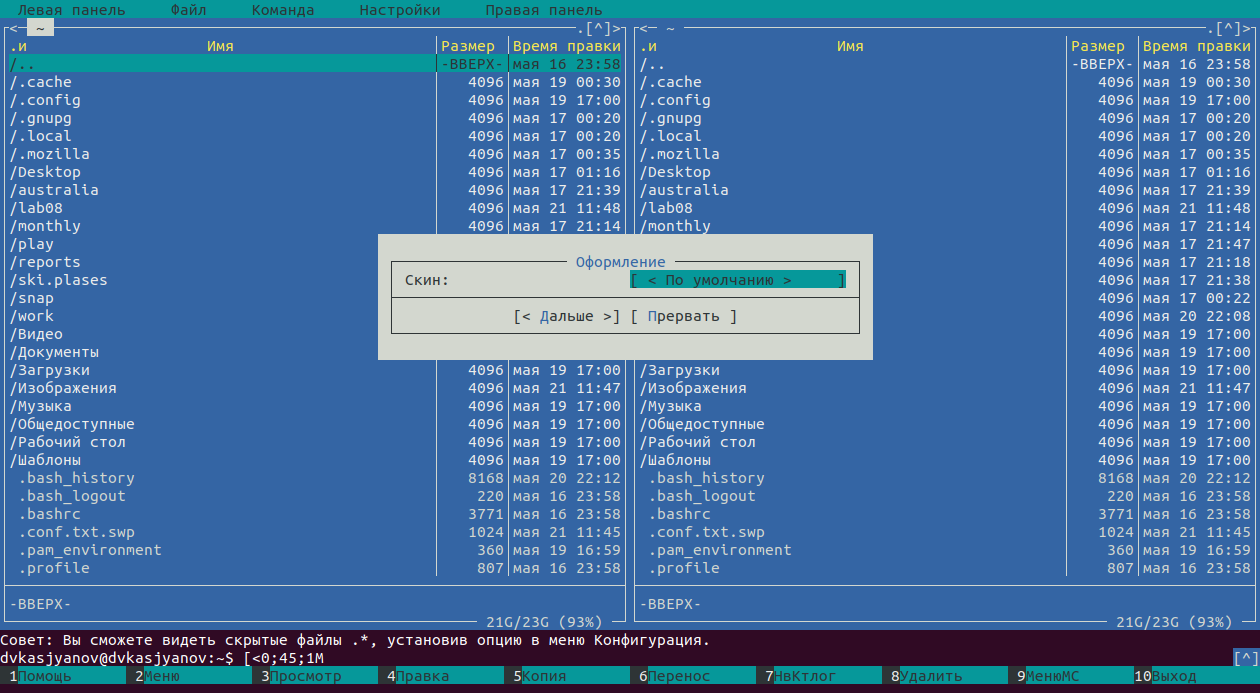 Левая панель Файл Команда Настройки Правая панель
<─ ~ .[^]> <─ ~ .[^]>
.и Имя Размер Время правки .и Имя Размер Время правки
/.. -ВВЕРХ- мая 16 23:58 /.. -ВВЕРХ- мая 16 23:58
/.cache 4096 мая 19 00:30 /.cache 4096 мая 19 00:30
/.config 4096 мая 19 17:00 /.config 4096 мая 19 17:00
/.gnupg 4096 мая 17 00:20 /.gnupg 4096 мая 17 00:20
/.local 4096 мая 17 00:20 /.local 4096 мая 17 00:20
/.mozilla 4096 мая 17 00:35 /.mozilla 4096 мая 17 00:35
/Desktop 4096 мая 17 01:16 /Desktop 4096 мая 17 01:16
/australia 4096 мая 17 21:39 /australia 4096 мая 17 21:39
/lab08 4096 мая 21 11:48 /lab08 4096 мая 21 11:48
/monthly 4096 мая 17 21:14 /monthly 4096 мая 17 21:14
/play 4096 мая 17 21:47
/reports Оформление 4096 мая 17 21:18
/ski.plases Скин: [ < По умолчанию > ] 4096 мая 17 21:38
/snap 4096 мая 17 00:22
/work [< Дальше >] [ Прервать ] 4096 мая 20 22:08
/Видео 4096 мая 19 17:00
/Документы 4096 мая 19 17:00
/Загрузки 4096 мая 19 17:00 /Загрузки 4096 мая 19 17:00
/Изображения 4096 мая 21 11:47 /Изображения 4096 мая 21 11:47
/Музыка 4096 мая 19 17:00 /Музыка 4096 мая 19 17:00
/Общедоступные 4096 мая 19 17:00 /Общедоступные 4096 мая 19 17:00
/Рабочий стол 4096 мая 19 17:00 /Рабочий стол 4096 мая 19 17:00
/Шаблоны 4096 мая 19 17:00 /Шаблоны 4096 мая 19 17:00
.bash_history 8168 мая 20 22:12 .bash_history 8168 мая 20 22:12
.bash_logout 220 мая 16 23:58 .bash_logout 220 мая 16 23:58
.bashrc 3771 мая 16 23:58 .bashrc 3771 мая 16 23:58
.conf.txt.swp 1024 мая 21 11:45 .conf.txt.swp 1024 мая 21 11:45
.pam_environment 360 мая 19 16:59 .pam_environment 360 мая 19 16:59
.profile 807 мая 16 23:58 .profile 807 мая 16 23:58
-ВВЕРХ- -ВВЕРХ-
21G/23G (93%) 21G/23G (93%)
Совет: Вы сможете видеть скрытые файлы .*, установив опцию в меню Конфигурация.
dvkasjyanov@dvkasjyanov:~$ [<0;45;1M [^]
1Помощь 2Меню 3Просмотр 4Правка 5Копия 6Перенос 7НвКтлог 8Удалить 9МенюMC 10Выход